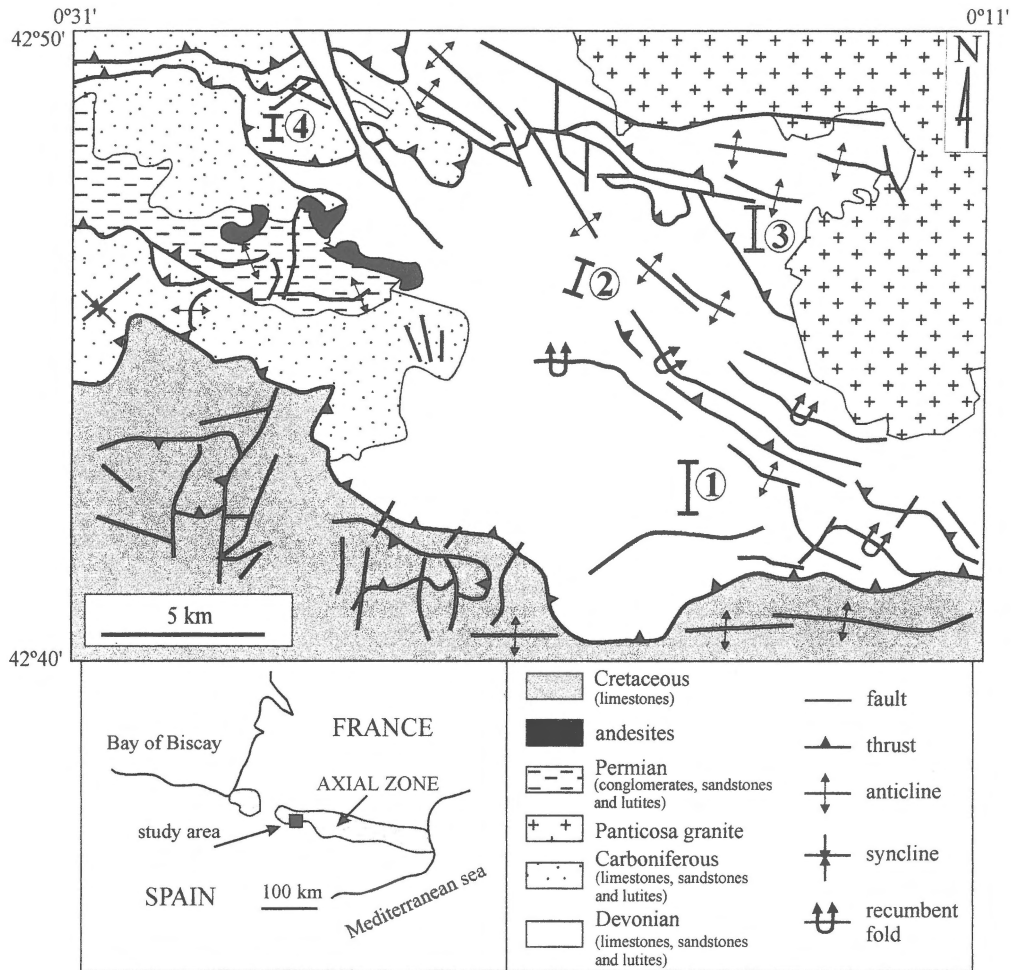 0°31'
0°11'
42°50'
N
4
3
2
1
5 km
42°40'
Bay of Biscay
FRANCE
AXIAL ZONE
study area
SPAIN
100 km
Mediterranean sea
Cretaceous
(limestones)
andesites
Permian
(conglomerates, sandstones
and lutites)
Panticosa granite
Carboniferous
(limestones, sandstones
and lutites)
Devonian
(limestones, sandstones
and lutites)
fault
thrust
anticline
syncline
recumbent
fold